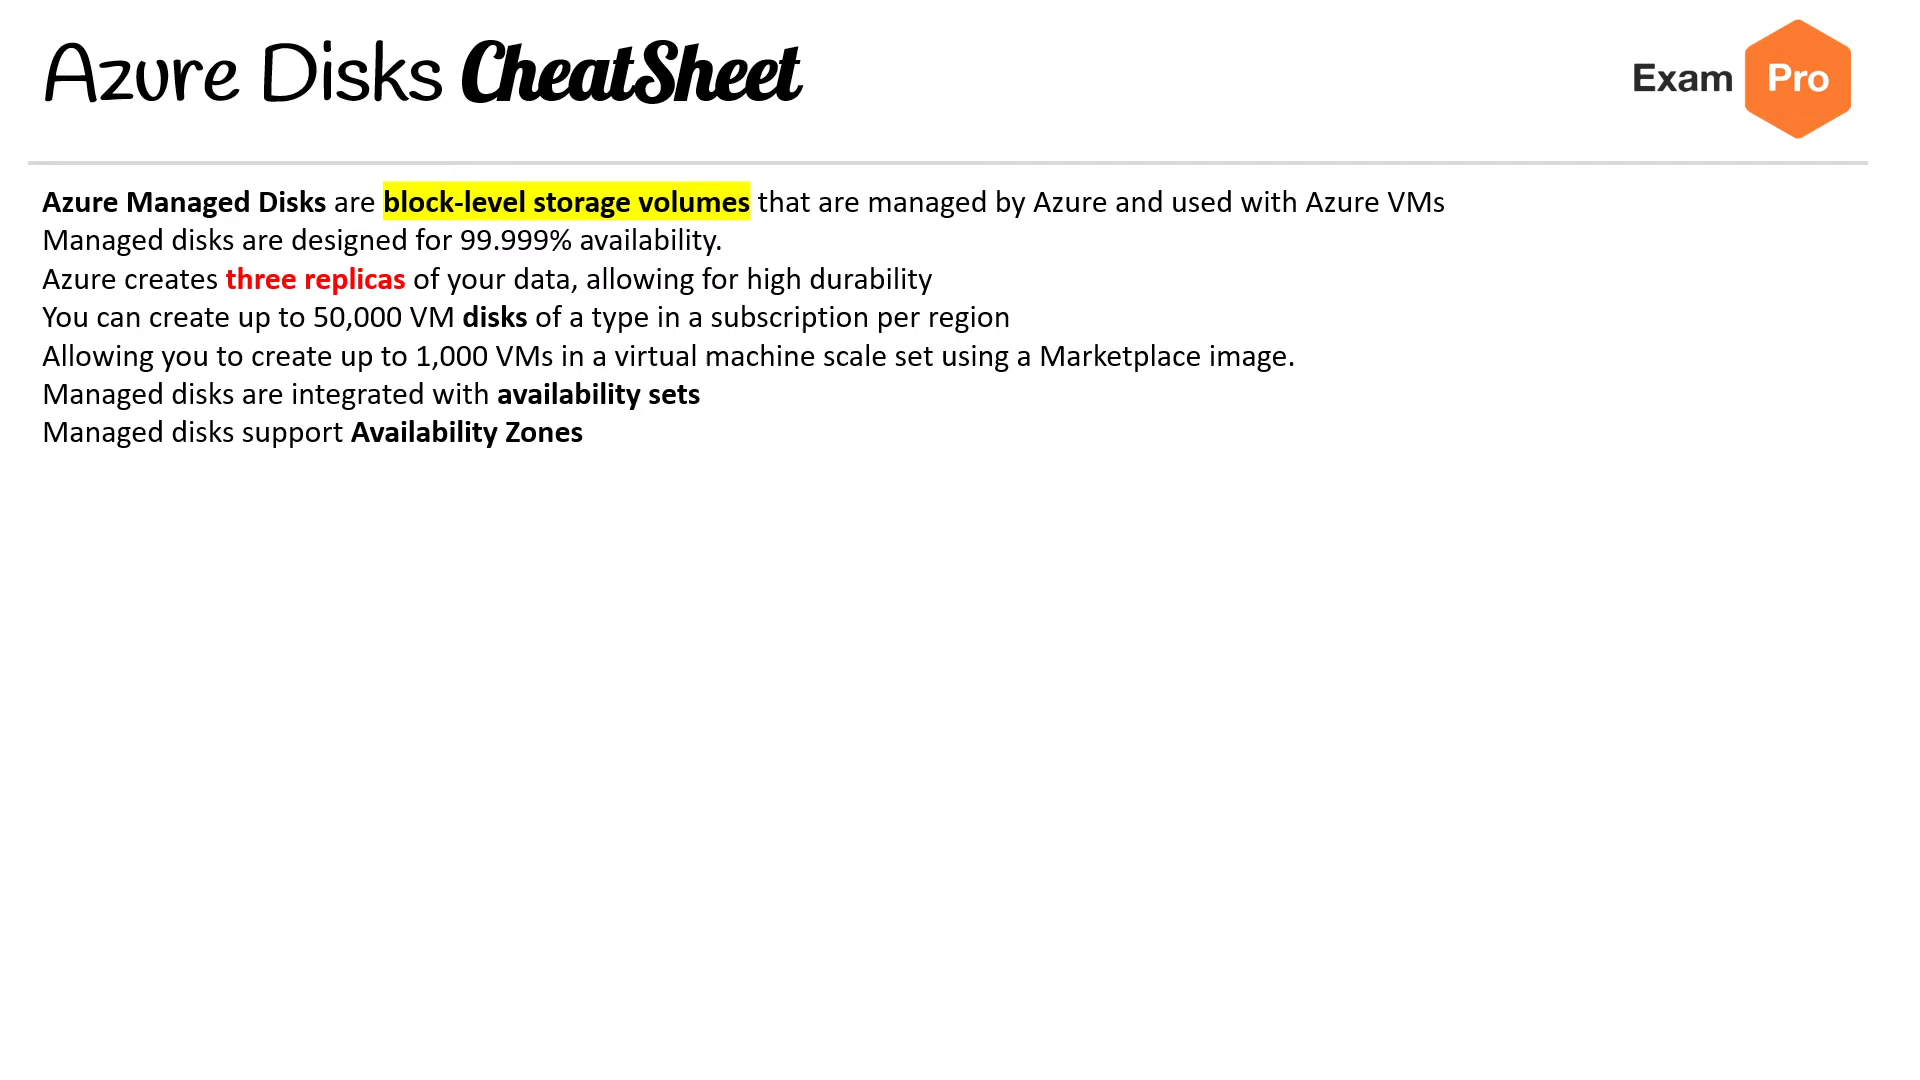 Azure Disks CheatSheet
Exam Pro
Azure Managed Disks are block-level storage volumes that are managed by Azure and used with Azure VMs
Managed disks are designed for 99.999% availability.
Azure creates three replicas of your data, allowing for high durability
You can create up to 50,000 VM disks of a type in a subscription per region
Allowing you to create up to 1,000 VMs in a virtual machine scale set using a Marketplace image.
Managed disks are integrated with availability sets
Managed disks support Availability Zones